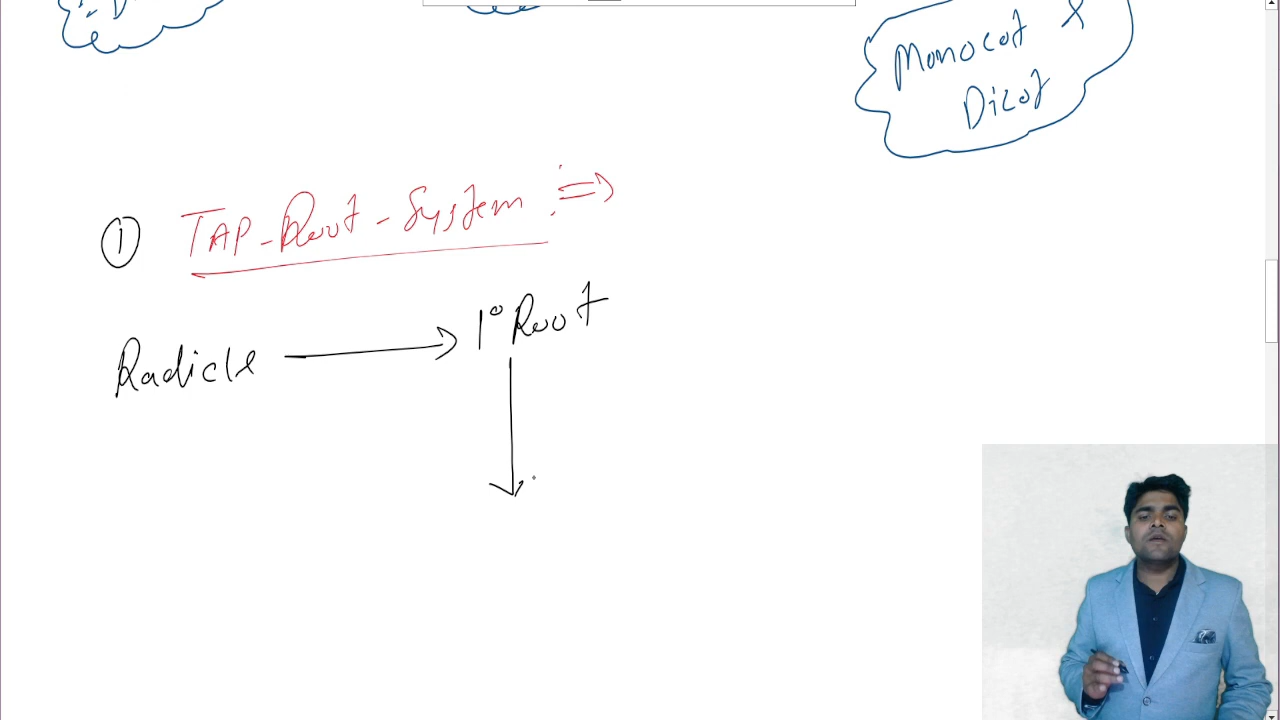 Monocot &
Dicot
① TAP-Root-System :⇒
Radicle → 1° Root